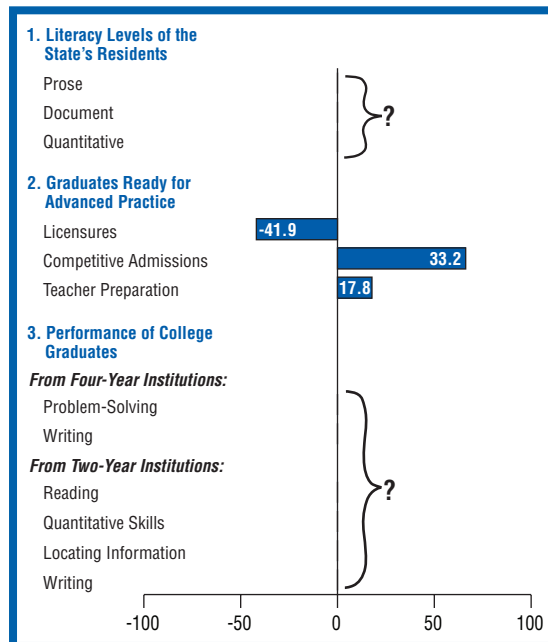 1. Literacy Levels of the
State's Residents
Prose
Document
Quantitative
?
2. Graduates Ready for
Advanced Practice
Licensures
-41.9
Competitive Admissions
33.2
Teacher Preparation
17.8
3. Performance of College
Graduates
From Four-Year Institutions:
Problem-Solving
Writing
From Two-Year Institutions:
Reading
?
Quantitative Skills
Locating Information
Writing
-100 -50 0 50 100